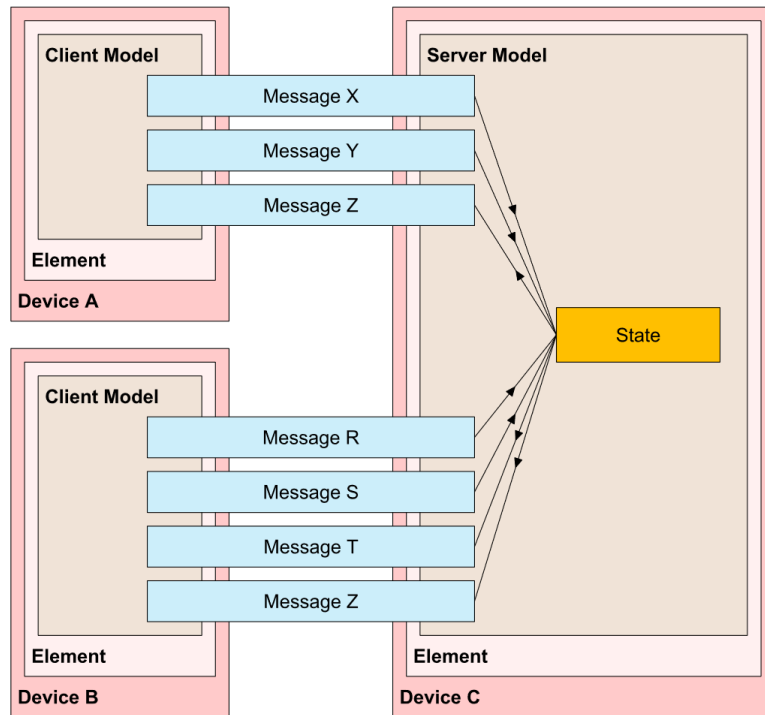 Client Model
Message X
Message Y
Message Z
Element
Device A
Client Model
Message R
Message S
Message T
Message Z
Element
Device B
Server Model
State
Element
Device C